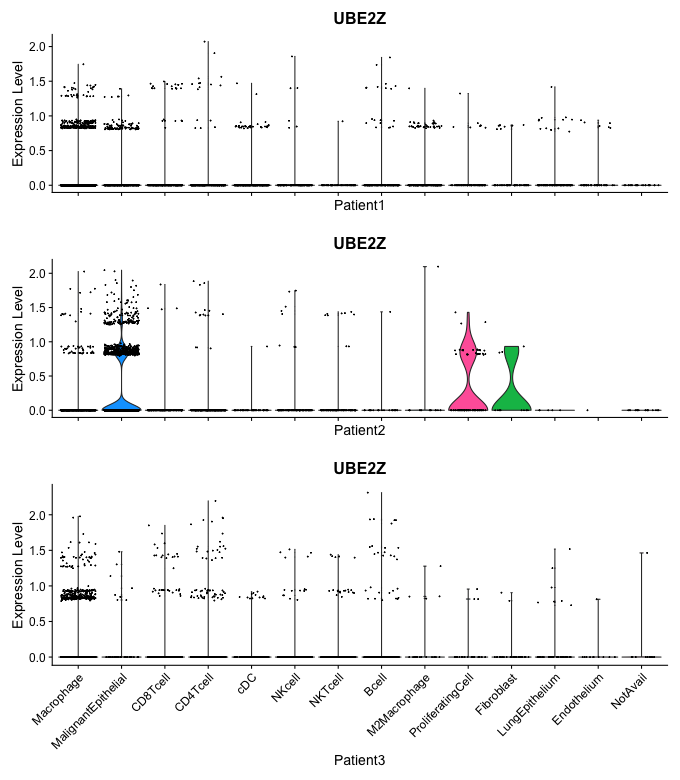 UBE2Z
Expression Level
2.0
1.5
1.0
0.5
0.0
Patient1
UBE2Z
Expression Level
2.0
1.5
1.0
0.5
0.0
Patient2
UBE2Z
Expression Level
2.0
1.5
1.0
0.5
0.0
Macrophage
MalignantEpithelial
CD8Tcell
CD4Tcell
cDC
NKcell
NKTcell
Bcell
M2Macrophage
ProliferatingCell
Fibroblast
LungEpithelium
Endothelium
NotAvail
Patient3